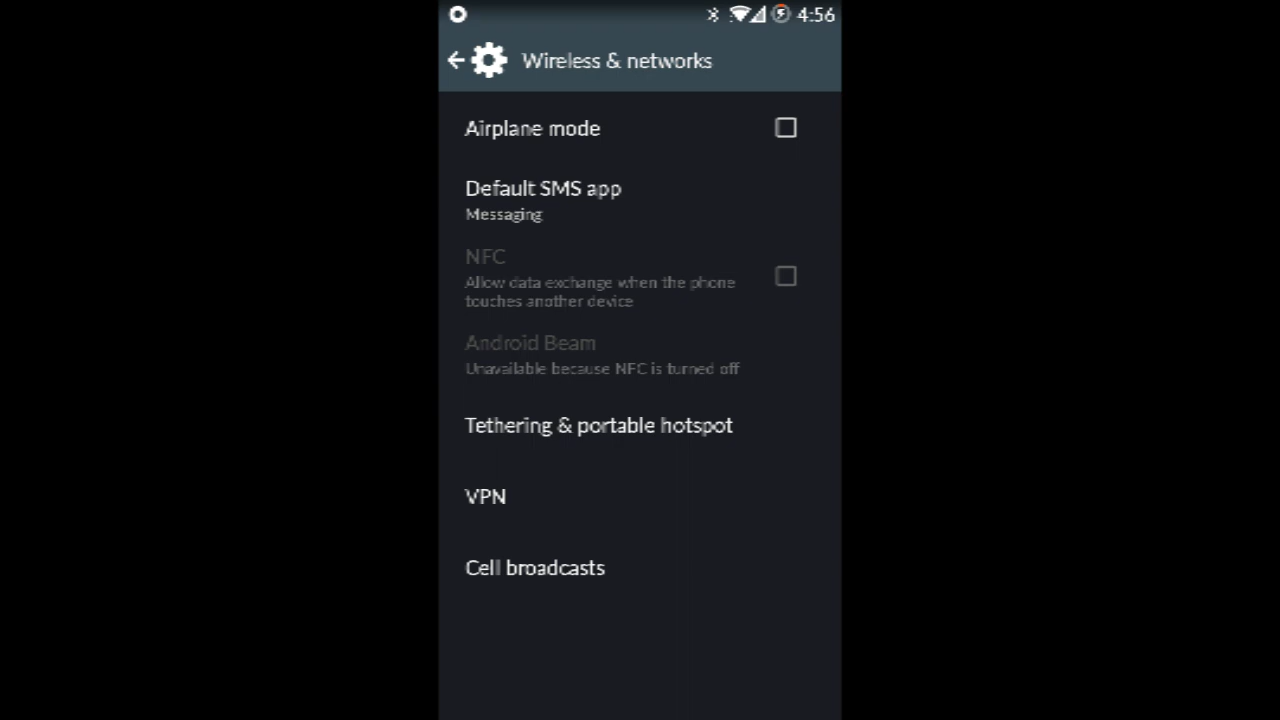 4:56
Wireless & networks
Airplane mode
Default SMS app
Messaging
NFC
Allow data exchange when the phone
touches another device
Android Beam
Unavailable because NFC is turned off
Tethering & portable hotspot
VPN
Cell broadcasts